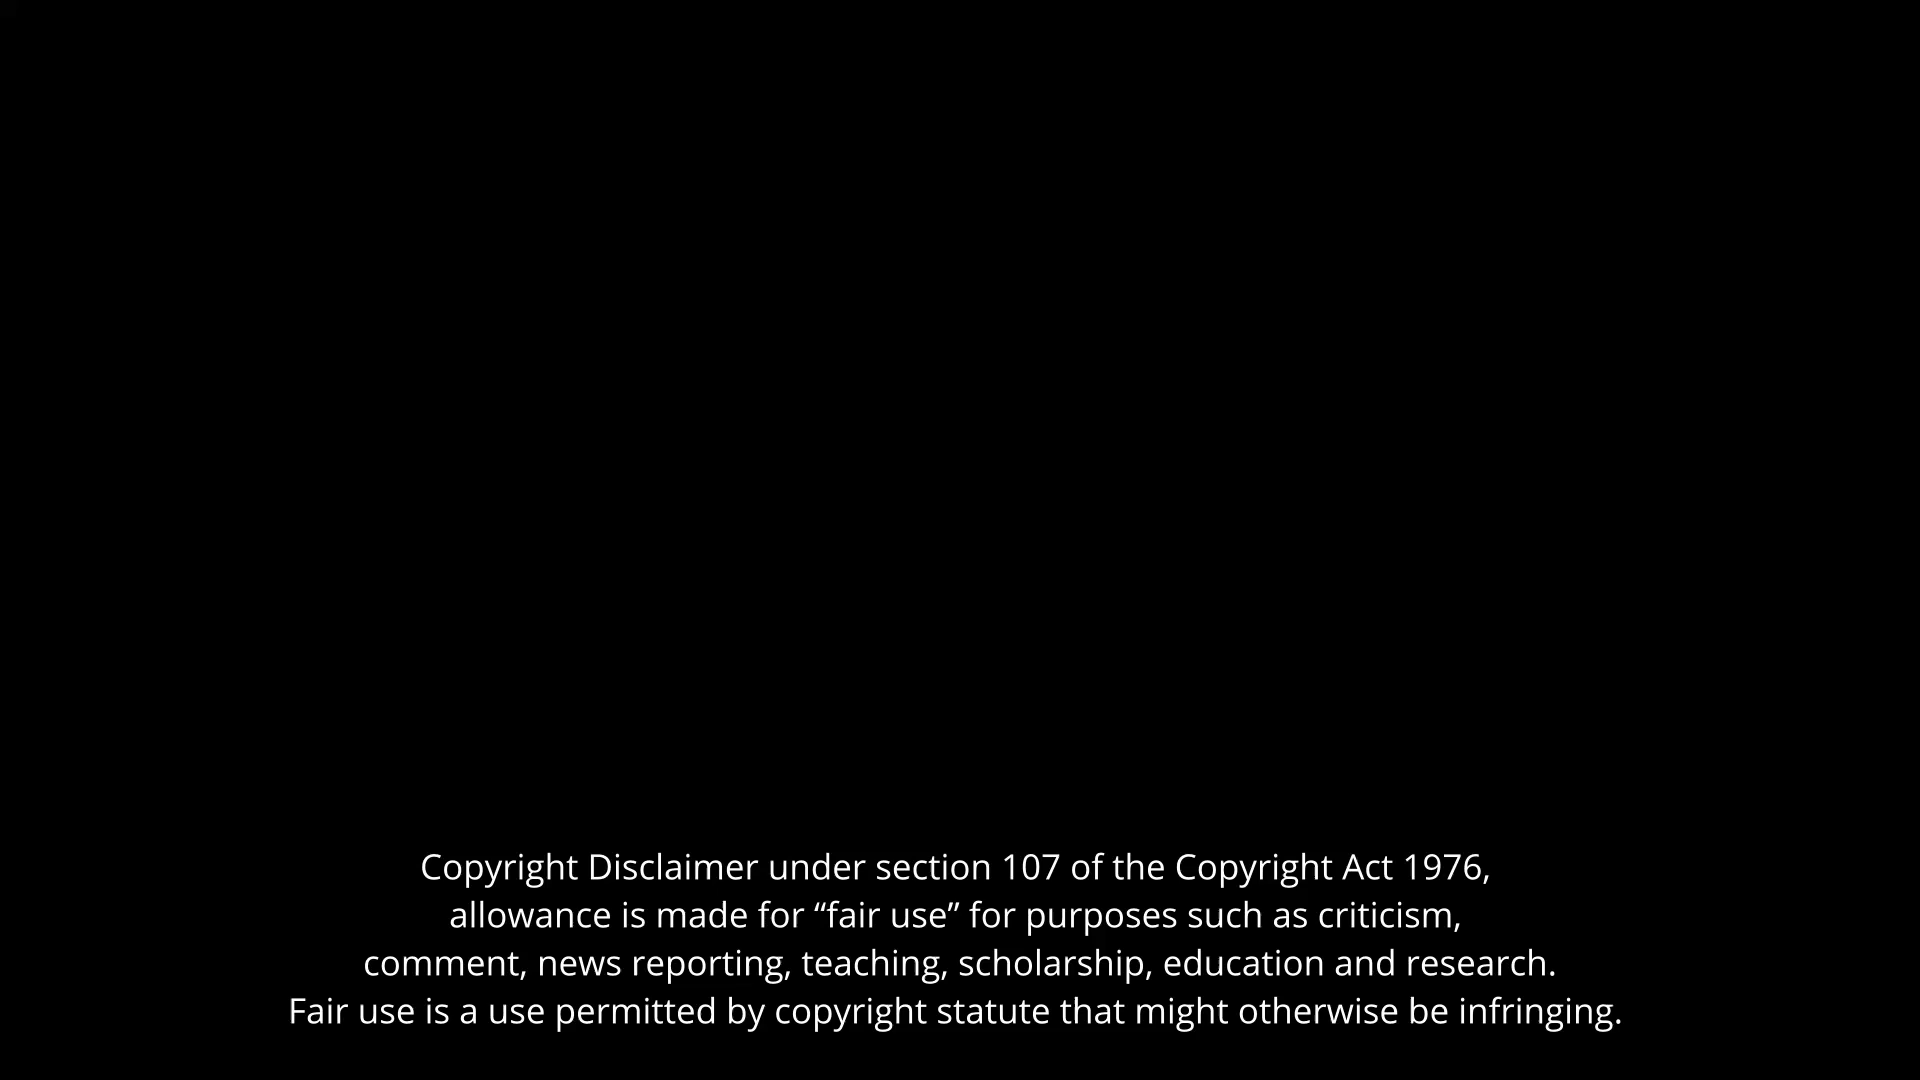 Copyright Disclaimer under section 107 of the Copyright Act 1976,
allowance is made for “fair use” for purposes such as criticism,
comment, news reporting, teaching, scholarship, education and research.
Fair use is a use permitted by copyright statute that might otherwise be infringing.